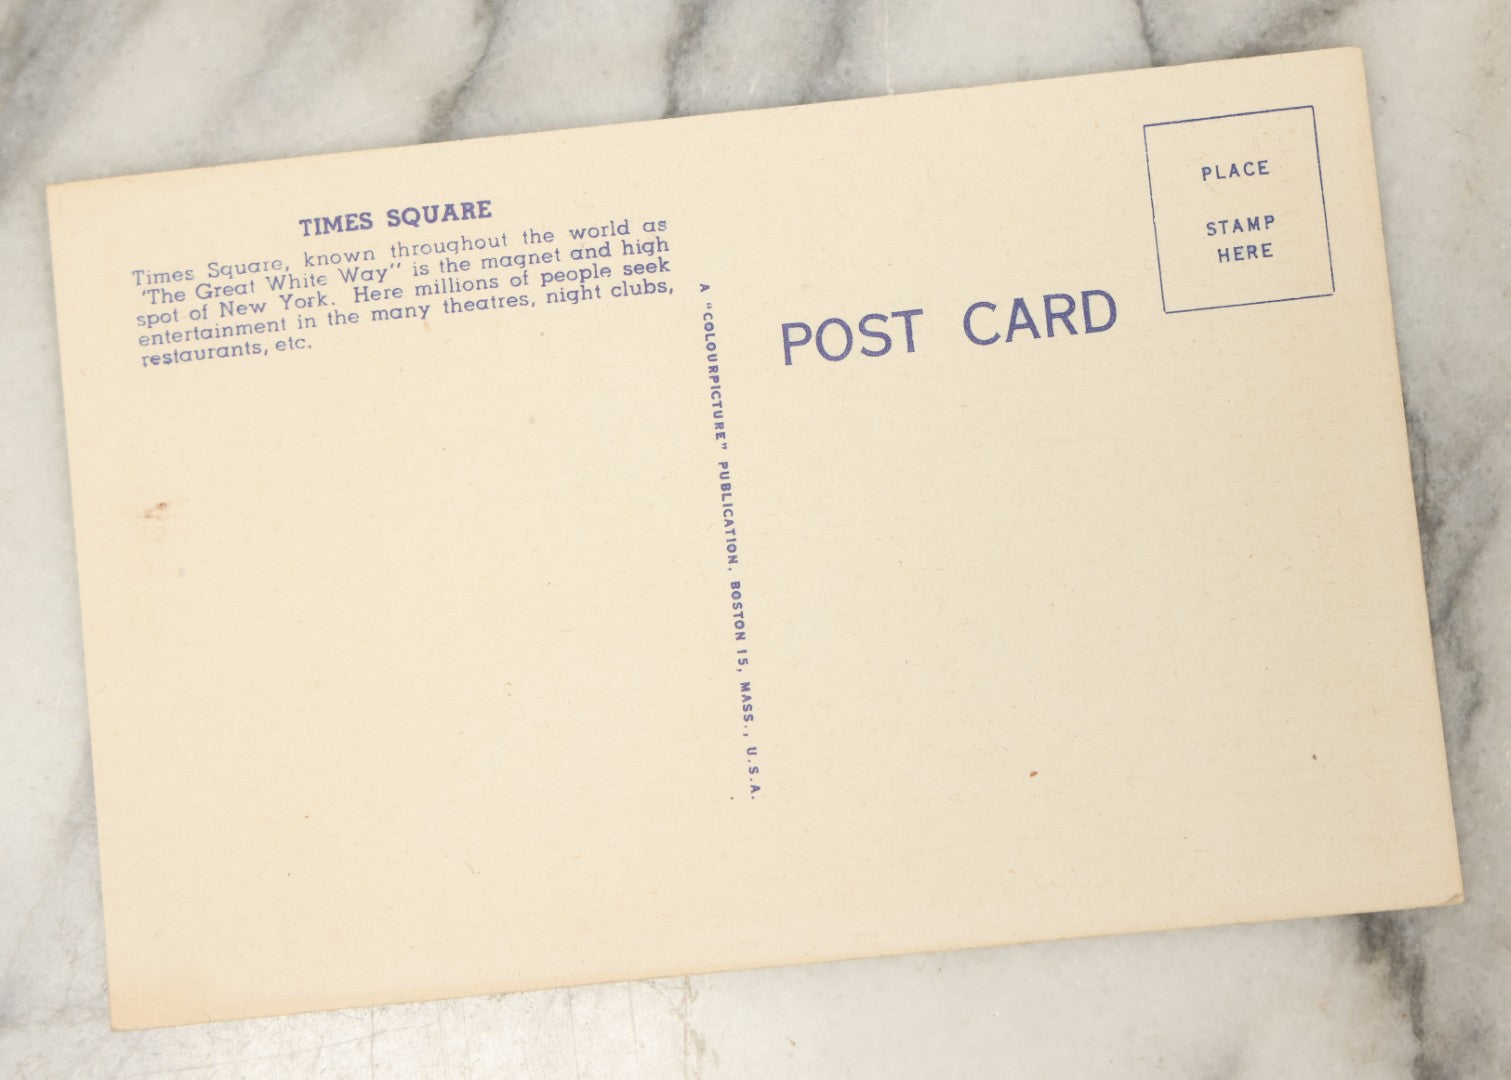 TIMES SQUARE
Times Square, known throughout the world as
"The Great White Way" is the magnet and high
spot of New York. Here millions of people seek
entertainment in the many theatres, night clubs,
restaurants, etc.
A "COLOURPICTURE" PUBLICATION, BOSTON 15, MASS., U.S.A.
POST CARD
PLACE
STAMP
HERE